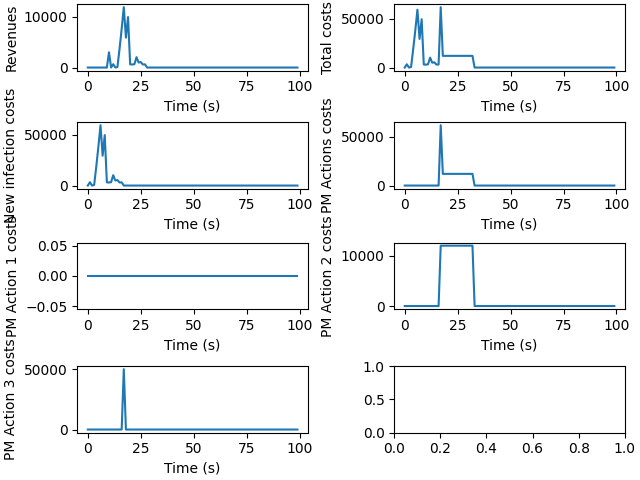 Revenues
10000
0
0 25 50 75 100
Time (s)
Total costs
50000
0
0 25 50 75 100
Time (s)
New infection costs
50000
0
0 25 50 75 100
Time (s)
PM Actions costs
50000
0
0 25 50 75 100
Time (s)
PM Action 1 costs
0.05
0.00
−0.05
0 25 50 75 100
Time (s)
PM Action 2 costs
10000
0
0 25 50 75 100
Time (s)
PM Action 3 costs
50000
0
0 25 50 75 100
Time (s)
1.0
0.5
0.0
0.0 0.2 0.4 0.6 0.8 1.0